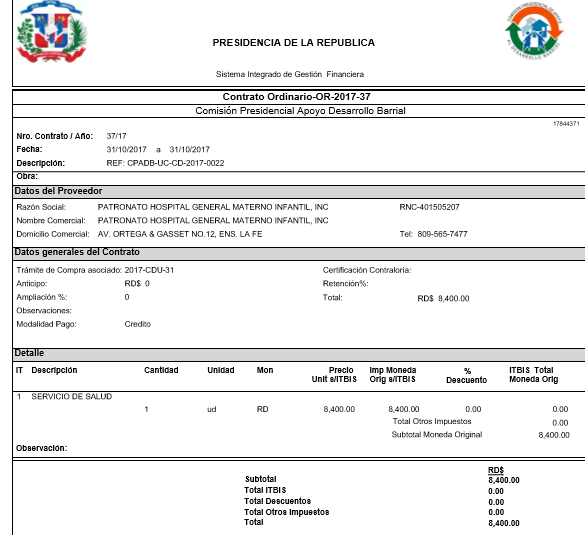 PRESIDENCIA DE LA REPUBLICA
Sistema Integrado de Gestión Financiera
Contrato Ordinario-OR-2017-37
Comisión Presidencial Apoyo Desarrollo Barrial
17844371
Nro. Contrato / Año: 37/17
Fecha: 31/10/2017 a 31/10/2017
Descripción: REF: CPADB-UC-CD-2017-0022
Obra:
Datos del Proveedor
Razón Social: PATRONATO HOSPITAL GENERAL MATERNO INFANTIL, INC RNC-401505207
Nombre Comercial: PATRONATO HOSPITAL GENERAL MATERNO INFANTIL, INC
Domicilio Comercial: AV. ORTEGA & GASSET NO.12, ENS. LA FE Tel: 809-565-7477
Datos generales del Contrato
Trámite de Compra asociado: 2017-CDU-31 Certificación Contraloría:
Anticipo: RD$ 0 Retención%:
Ampliación %: 0 Total: RD$ 8,400.00
Observaciones:
Modalidad Pago: Credito
Detalle
IT Descripción Cantidad Unidad Mon Precio Unit s/ITBIS Imp Moneda Orig s/ITBIS % Descuento ITBIS Total Moneda Orig
1 SERVICIO DE SALUD
1 ud RD 8,400.00 8,400.00 0.00 0.00
Total Otros Impuestos 0.00
Subtotal Moneda Original 8,400.00
Observación:
RD$
Subtotal 8,400.00
Total ITBIS 0.00
Total Descuentos 0.00
Total Otros Impuestos 0.00
Total 8,400.00